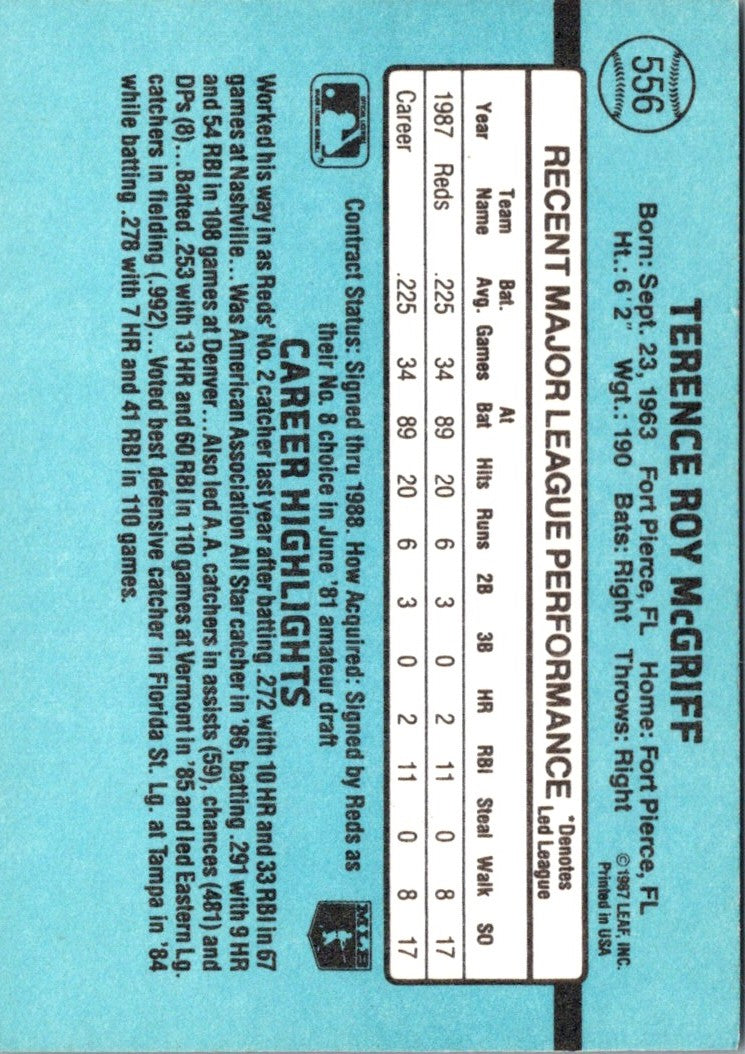 556
TERENCE ROY McGRIFF
Born: Sept. 23, 1963 Fort Pierce, FL Home: Fort Pierce, FL
Ht.: 6'2" Wgt.: 190 Bats: Right Throws: Right
©1987 LEAF, INC.
Printed in USA
RECENT MAJOR LEAGUE PERFORMANCE *Denotes Led League
Year Team Name Bat. Avg. Games At Bat Hits Runs 2B 3B HR RBI Steal Walk SO
1987 Reds .225 34 89 20 6 3 0 2 11 0 8 17
Career .225 34 89 20 6 3 0 2 11 0 8 17
Contract Status: Signed thru 1988. How Acquired: Signed by Reds as
their No. 8 choice in June '81 amateur draft
MLB
CAREER HIGHLIGHTS
Worked his way in as Reds' No. 2 catcher last year after batting .272 with 10 HR and 33 RBI in 67
games at Nashville... Was American Association All Star catcher in '86, batting .291 with 9 HR
and 54 RBI in 108 games at Denver... Also led A.A. catchers in assists (59), chances (481) and
DPs (8)... Batted .253 with 13 HR and 60 RBI in 110 games at Vermont in '85 and led Eastern Lg.
catchers in fielding (.992)... Voted best defensive catcher in Florida St. Lg. at Tampa in '84
while batting .278 with 7 HR and 41 RBI in 110 games.